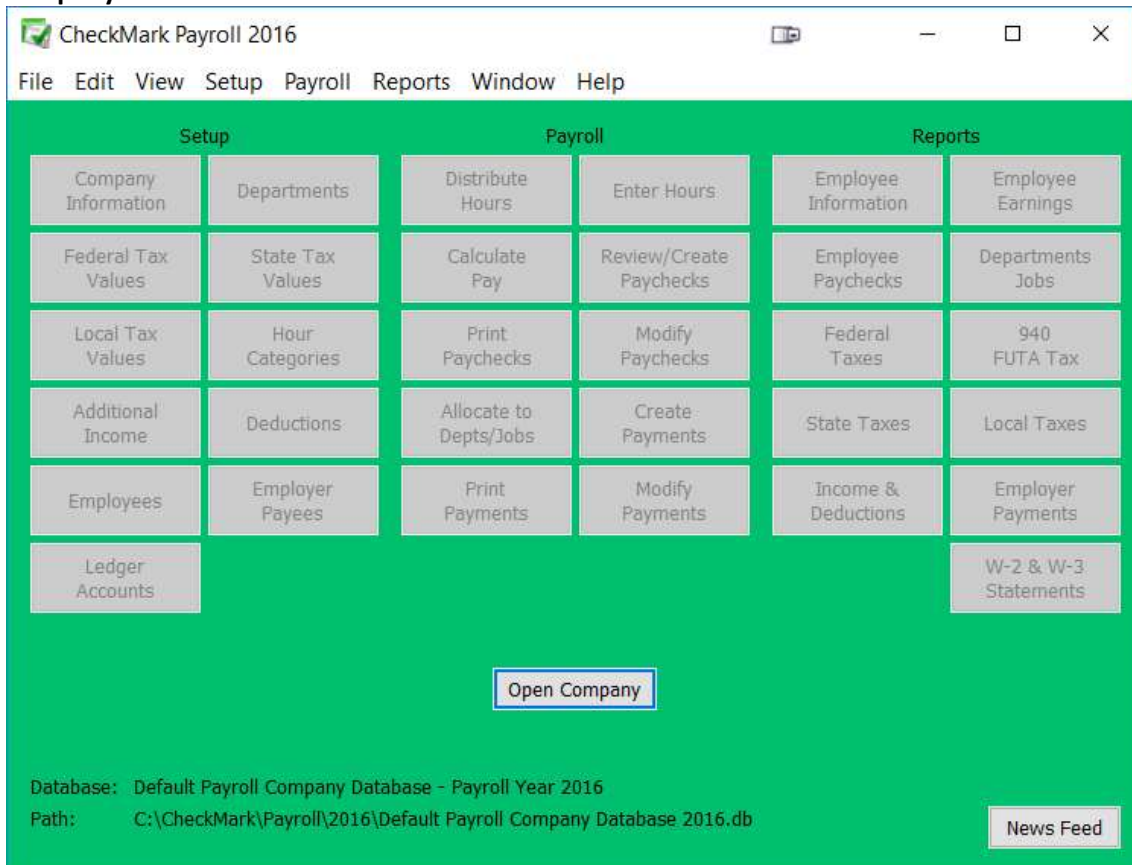 CheckMark Payroll 2016
File Edit View Setup Payroll Reports Window Help
Setup Payroll Reports
Company
Information
Departments
Distribute
Hours
Enter Hours
Employee
Information
Employee
Earnings
Federal Tax
Values
State Tax
Values
Calculate
Pay
Review/Create
Paychecks
Employee
Paychecks
Departments
Jobs
Local Tax
Values
Hour
Categories
Print
Paychecks
Modify
Paychecks
Federal
Taxes
940
FUTA Tax
Additional
Income
Deductions
Allocate to
Depts/Jobs
Create
Payments
State Taxes
Local Taxes
Employees
Employer
Payees
Print
Payments
Modify
Payments
Income &
Deductions
Employer
Payments
Ledger
Accounts
W-2 & W-3
Statements
Open Company
Database: Default Payroll Company Database - Payroll Year 2016
Path: C:\CheckMark\Payroll\2016\Default Payroll Company Database 2016.db
News Feed